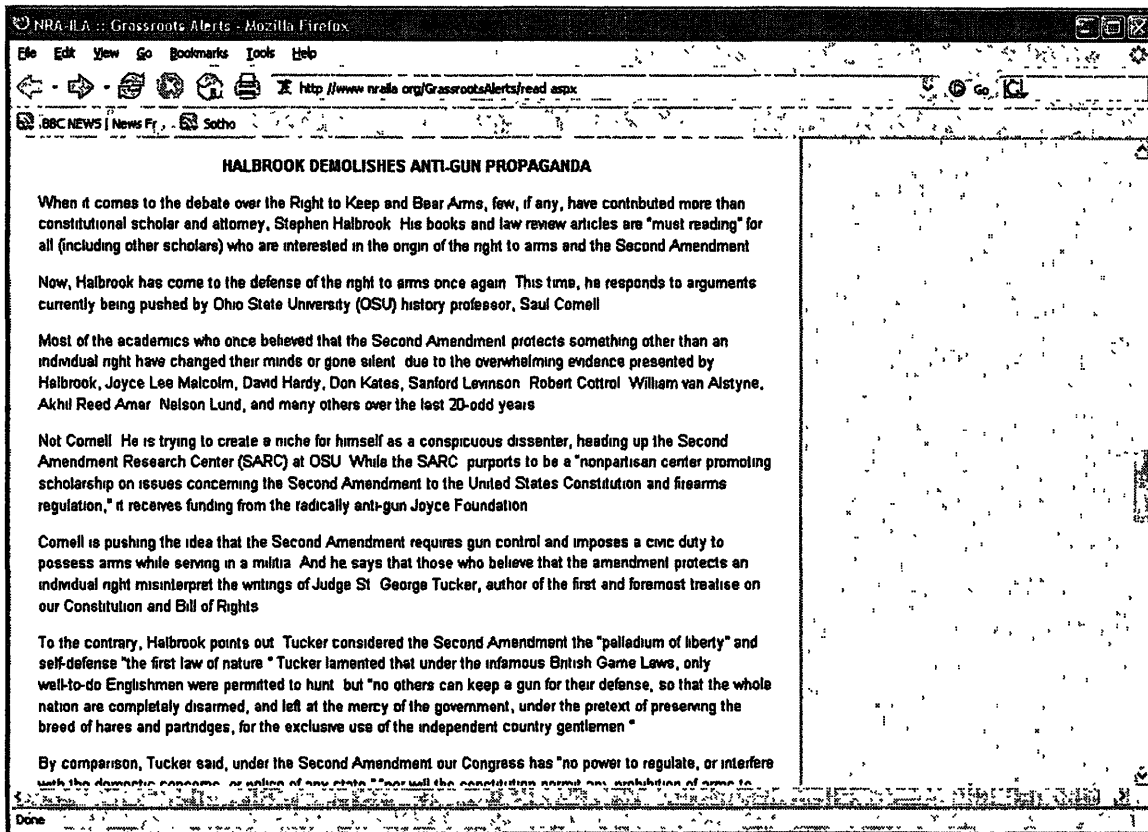 NRA-ILA :: Grassroots Alerts - Mozilla Firefox
File Edit View Go Bookmarks Tools Help
http //www nraila org/GrassrootsAlerts/read aspx
Go
BBC NEWS | News Fr Sotho
HALBROOK DEMOLISHES ANTI-GUN PROPAGANDA
When it comes to the debate over the Right to Keep and Bear Arms, few, if any, have contributed more than
constitutional scholar and attorney, Stephen Halbrook His books and law review articles are "must reading" for
all (including other scholars) who are interested in the origin of the right to arms and the Second Amendment
Now, Halbrook has come to the defense of the right to arms once again This time, he responds to arguments
currently being pushed by Ohio State University (OSU) history professor, Saul Cornell
Most of the academics who once believed that the Second Amendment protects something other than an
individual right have changed their minds or gone silent due to the overwhelming evidence presented by
Halbrook, Joyce Lee Malcolm, David Hardy, Don Kates, Sanford Levinson Robert Cottrol William van Alstyne,
Akhil Reed Amar Nelson Lund, and many others over the last 20-odd years
Not Cornell He is trying to create a niche for himself as a conspicuous dissenter, heading up the Second
Amendment Research Center (SARC) at OSU While the SARC purports to be a "nonpartisan center promoting
scholarship on issues concerning the Second Amendment to the United States Constitution and firearms
regulation," it receives funding from the radically anti-gun Joyce Foundation
Cornell is pushing the idea that the Second Amendment requires gun control and imposes a civic duty to
possess arms while serving in a militia And he says that those who believe that the amendment protects an
individual right misinterpret the writings of Judge St George Tucker, author of the first and foremost treatise on
our Constitution and Bill of Rights
To the contrary, Halbrook points out Tucker considered the Second Amendment the "palladium of liberty" and
self-defense "the first law of nature " Tucker lamented that under the infamous British Game Laws, only
well-to-do Englishmen were permitted to hunt but "no others can keep a gun for their defense, so that the whole
nation are completely disarmed, and left at the mercy of the government, under the pretext of preserving the
breed of hares and partridges, for the exclusive use of the independent country gentlemen "
By comparison, Tucker said, under the Second Amendment our Congress has "no power to regulate, or interfere
with the domestic concerns, or police of any state " "nor will the constitution permit any prohibition of arms to
Done